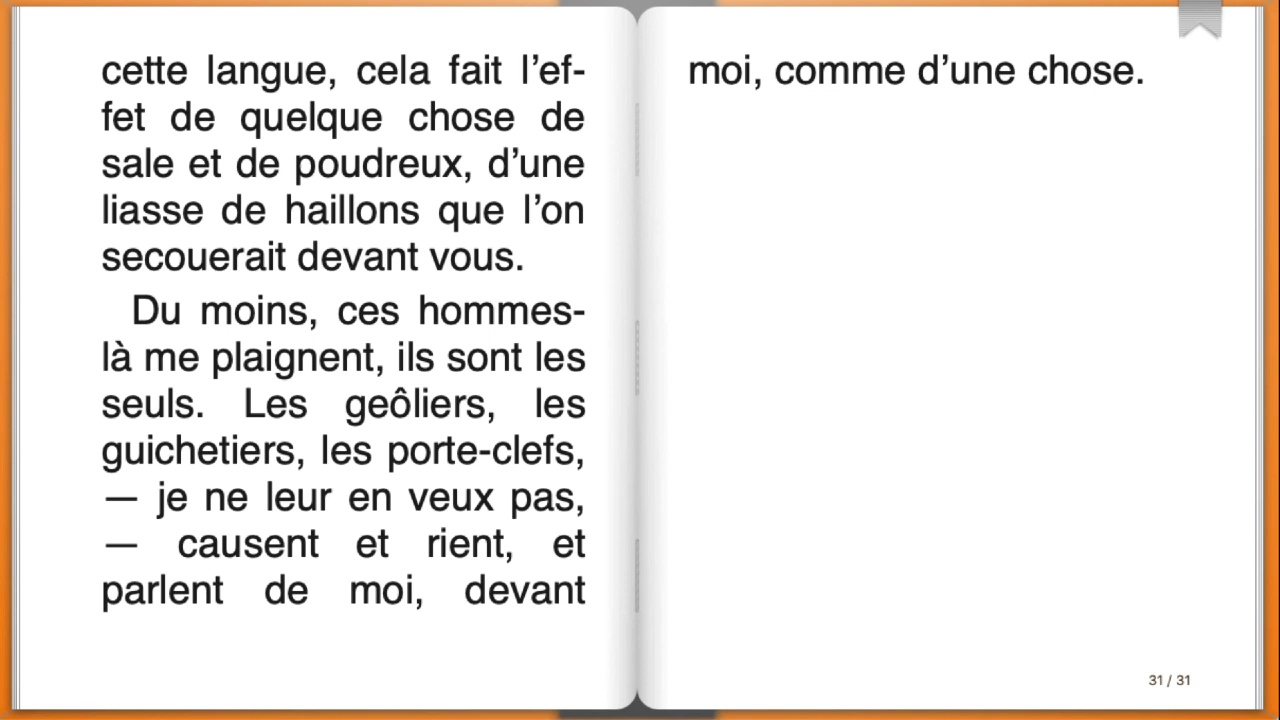 cette langue, cela fait l’ef-
fet de quelque chose de
sale et de poudreux, d’une
liasse de haillons que l’on
secouerait devant vous.
Du moins, ces hommes-
là me plaignent, ils sont les
seuls. Les geôliers, les
guichetiers, les porte-clefs,
— je ne leur en veux pas,
— causent et rient, et
parlent de moi, devant
moi, comme d’une chose.
31 / 31